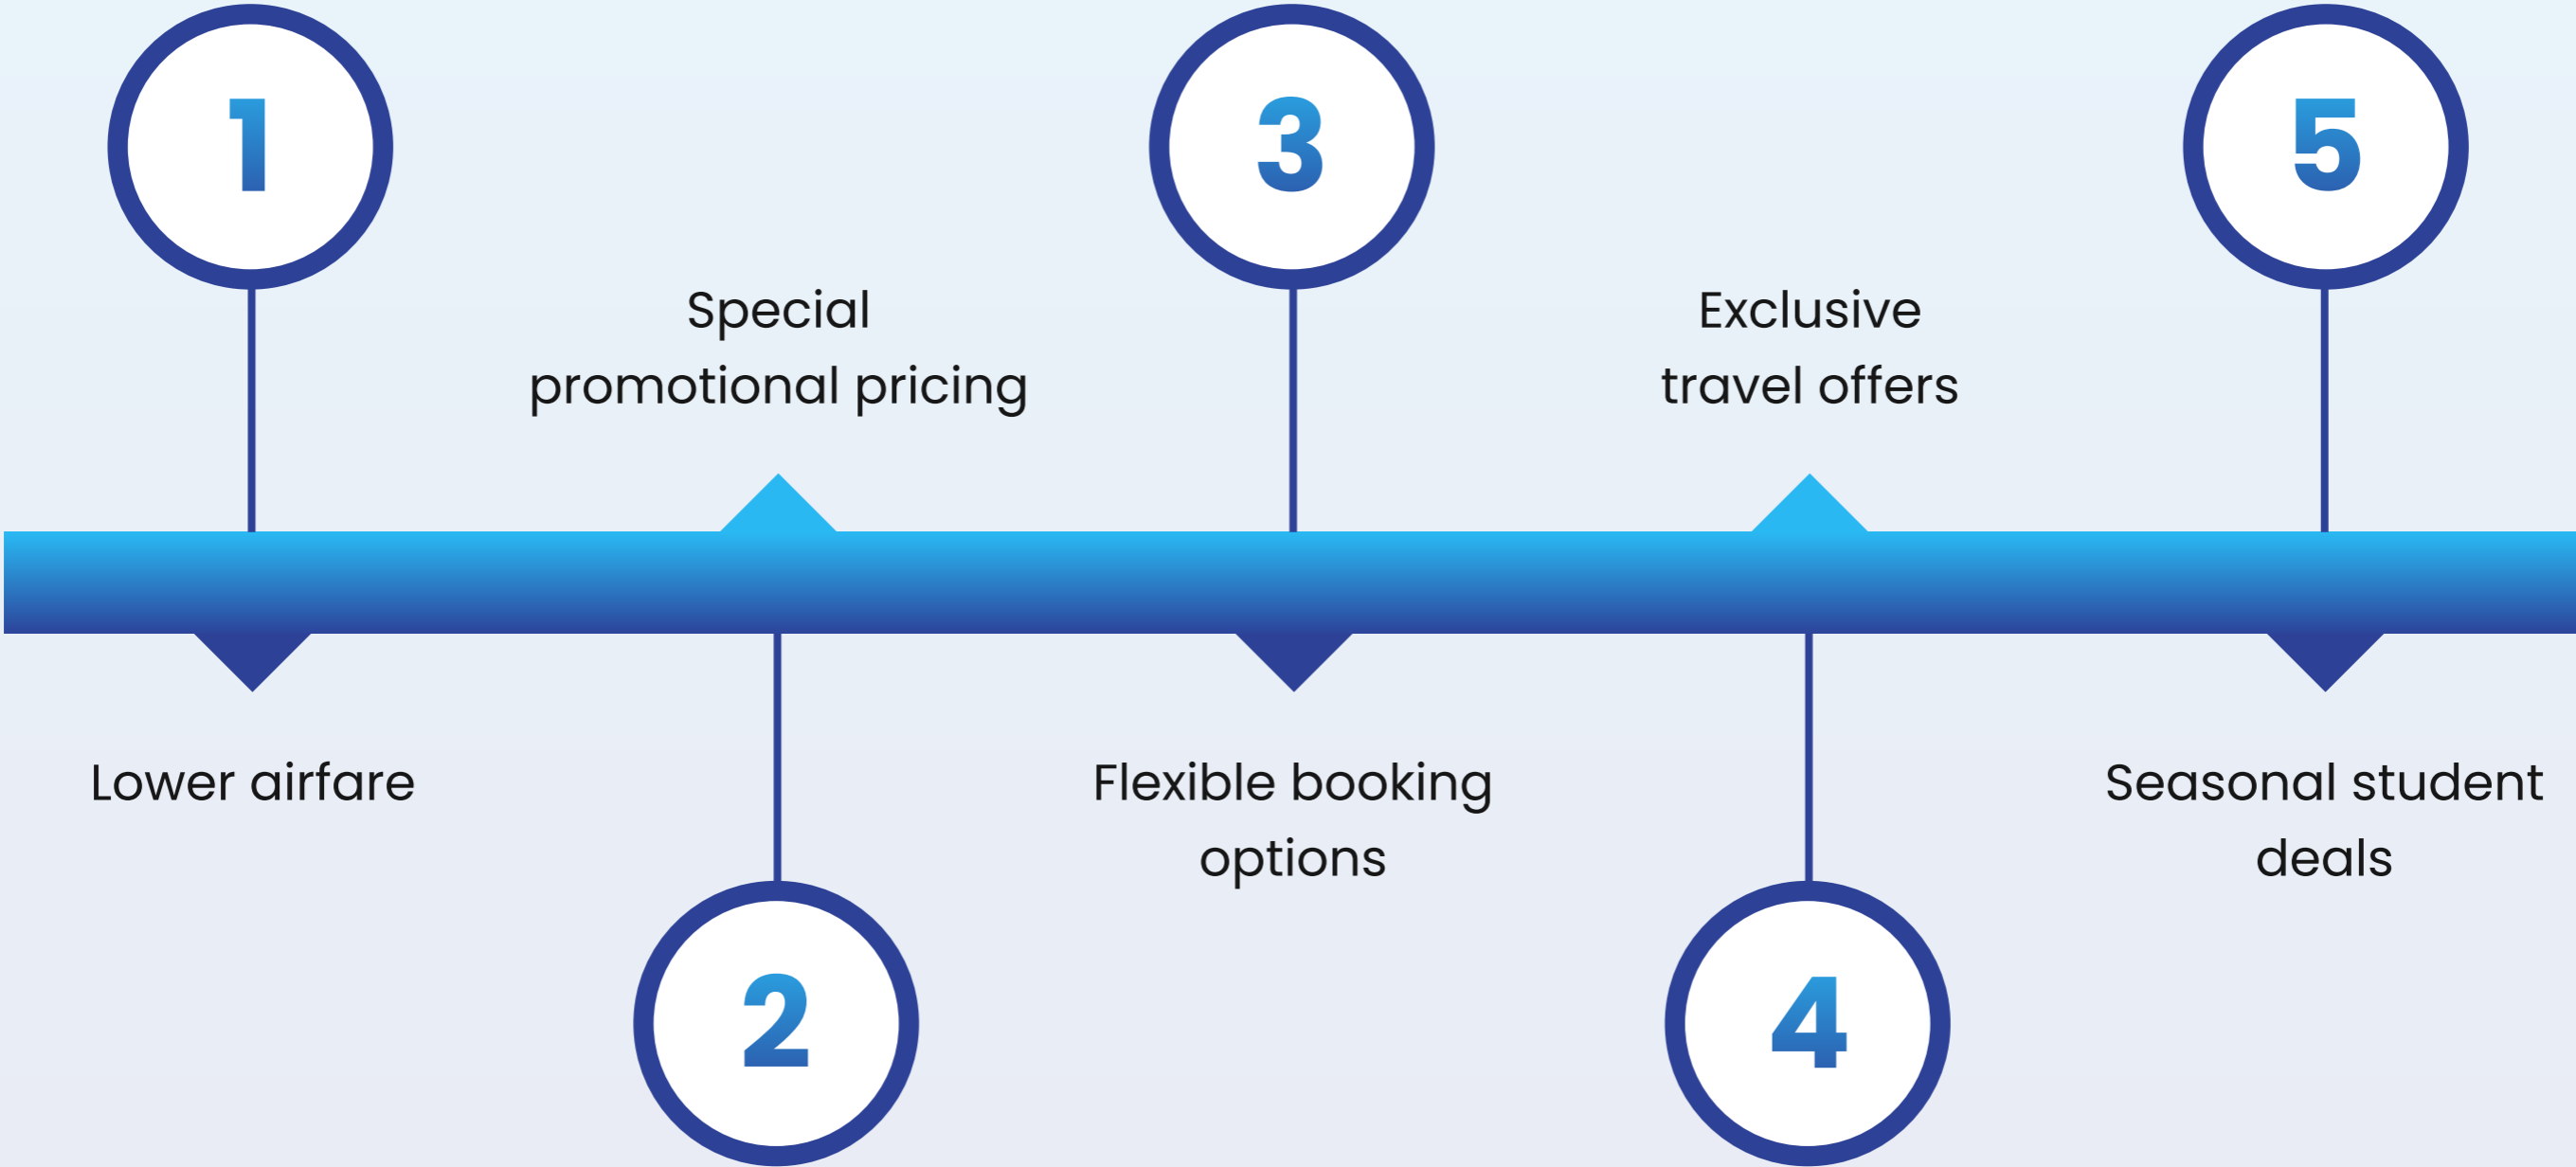 1
Lower airfare
2
Special
promotional pricing
3
Flexible booking
options
4
Exclusive
travel offers
5
Seasonal student
deals